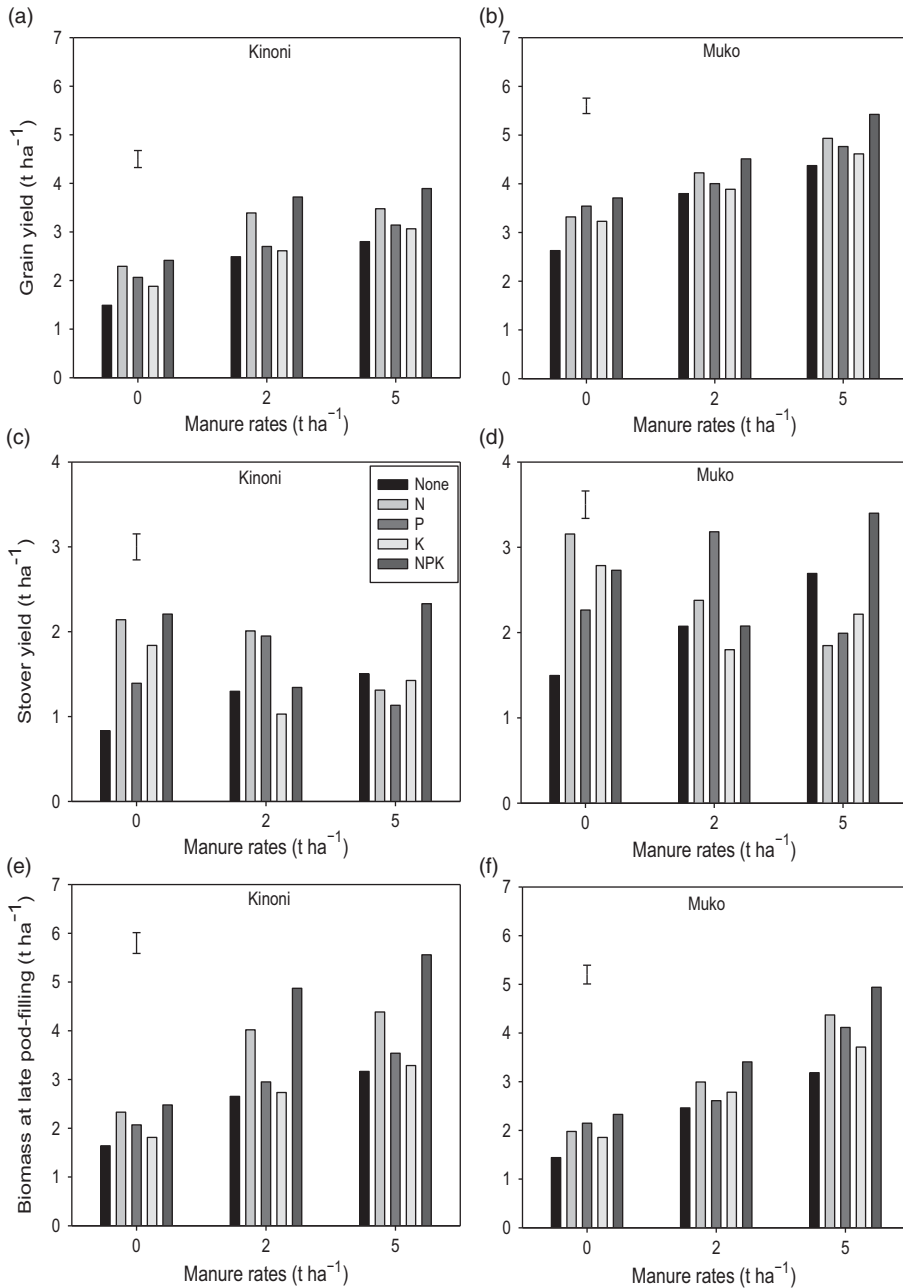 (a)
Kinoni
7
6
5
4
3
2
1
0
Grain yield (t ha⁻¹)
0 2 5
Manure rates (t ha⁻¹)
(b)
Muko
7
6
5
4
3
2
1
0
0 2 5
Manure rates (t ha⁻¹)
(c)
Kinoni
4
3
2
1
0
Stover yield (t ha⁻¹)
None
N
P
K
NPK
0 2 5
Manure rates (t ha⁻¹)
(d)
Muko
4
3
2
1
0
0 2 5
Manure rates (t ha⁻¹)
(e)
Kinoni
7
6
5
4
3
2
1
0
Biomass at late pod-filling (t ha⁻¹)
0 2 5
Manure rates (t ha⁻¹)
(f)
Muko
7
6
5
4
3
2
1
0
0 2 5
Manure rates (t ha⁻¹)